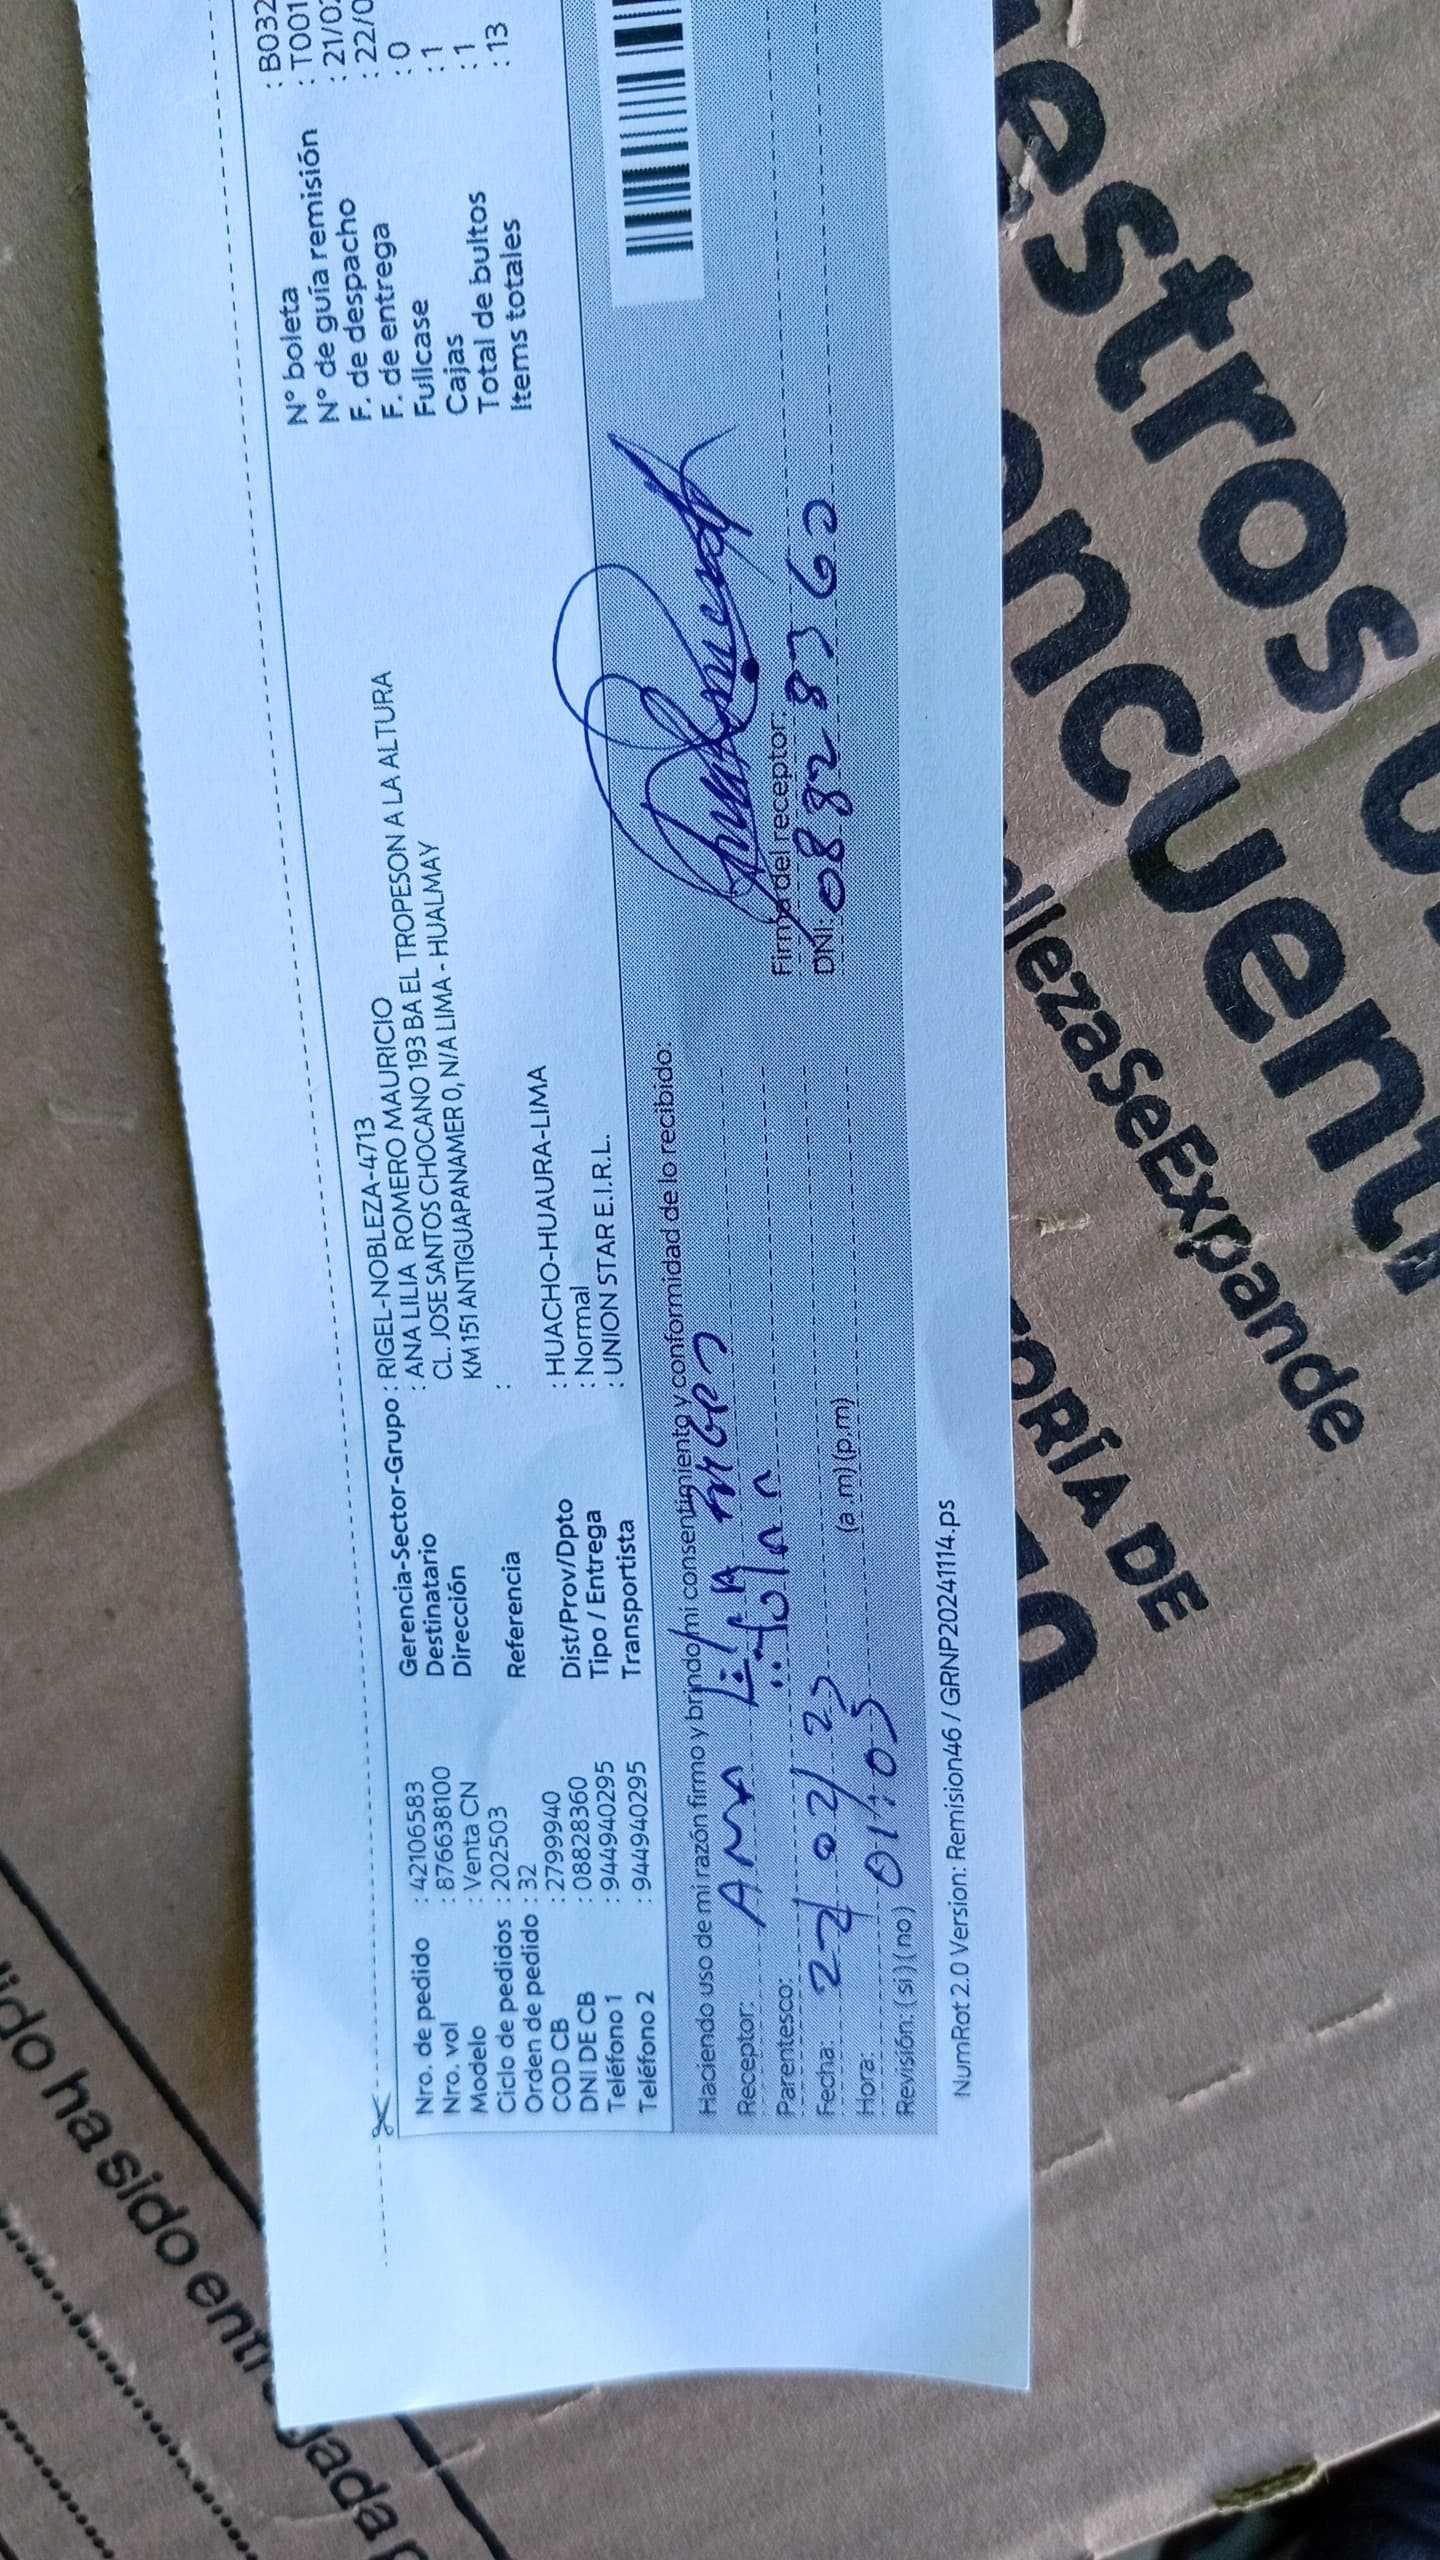 Nro. de pedido : 42106583
Nro. vol : 876638100
Modelo : Venta CN
Ciclo de pedidos : 202503
Orden de pedido : 32
COD CB : 2799940
DNI DE CB : 08828360
Teléfono 1 : 944940295
Teléfono 2 : 944940295
Gerencia-Sector-Grupo : RIGEL-NOBLEZA-4713
Destinatario : ANA LILIA ROMERO MAURICIO
Dirección CL. JOSE SANTOS CHOCANO 193 BA EL TROPESON A LA ALTURA
KM 151 ANTIGUAPANAMER 0, N/A LIMA - HUALMAY
Referencia :
Dist/Prov/Dpto : HUACHO-HUAURA-LIMA
Tipo / Entrega : Normal
Transportista : UNION STAR E.I.R.L.
N° boleta : B032
N° de guía remisión : T001
F. de despacho : 21/02
F. de entrega : 22/0
Fullcase : 0
Cajas : 1
Total de bultos : 1
Items totales : 13
Haciendo uso de mi razón firmo y brindo mi consentimiento y conformidad de lo recibido:
Receptor: ANA
Parentesco:
Fecha: 22/02/25
Hora: 01:05 (a.m) (p.m)
Revisión: ( si ) ( no )
Firma del receptor:
DNI: 08828360
NumRot 2.0 Version: Remision46 / GRNP20241114.ps
estros
encuent
llezaSeExpande
TORIA DE
dido ha sido entregada p